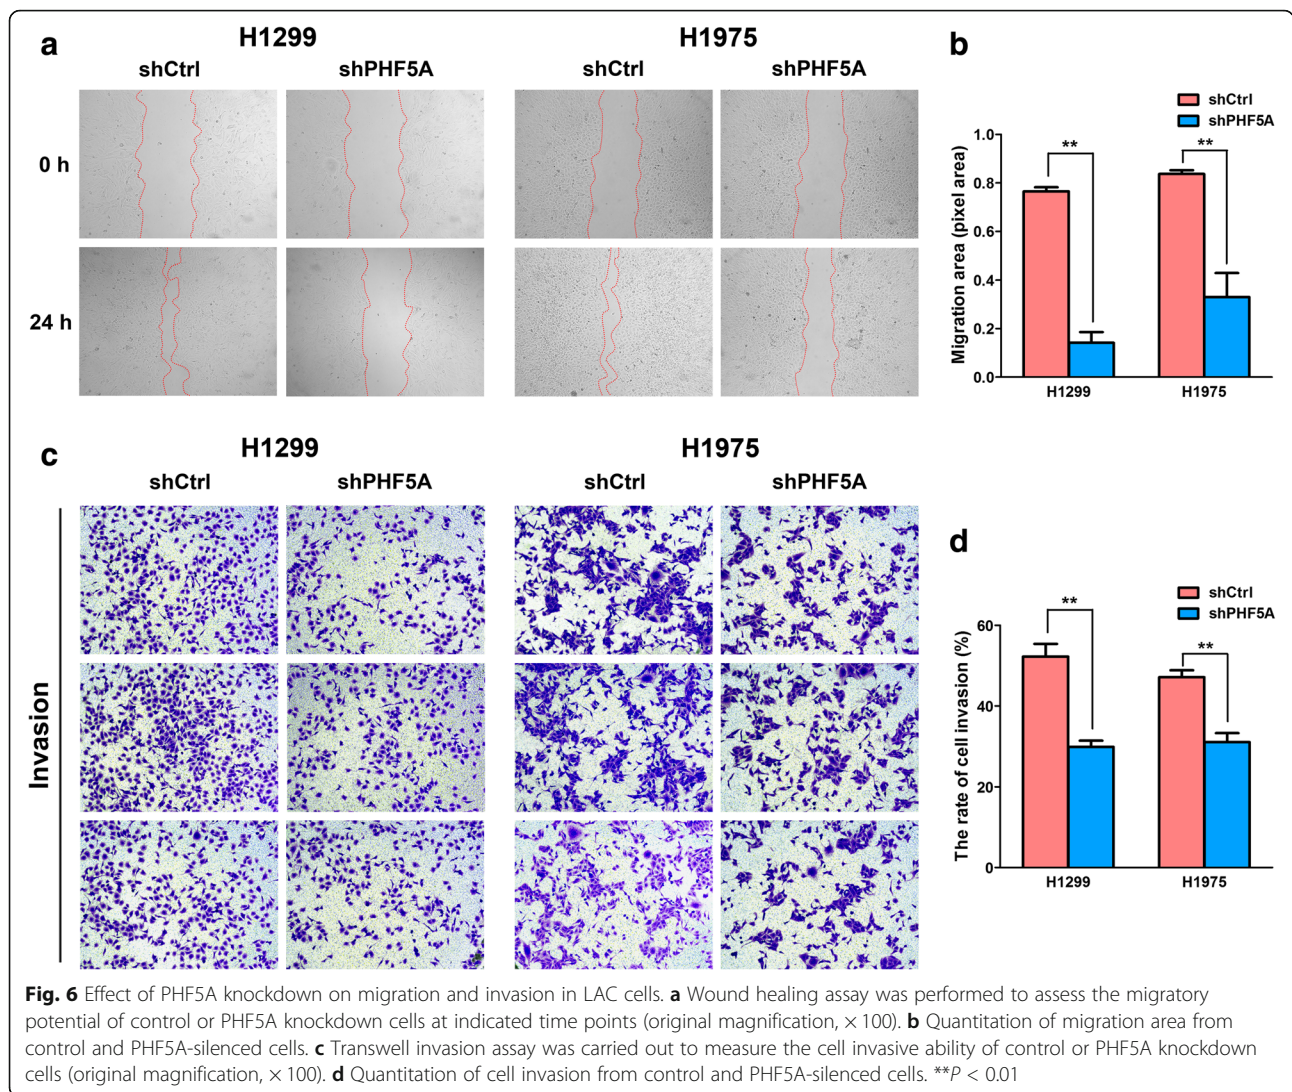 a
H1299
H1975
shCtrl
shPHF5A
shCtrl
shPHF5A
0 h
24 h
b
shCtrl
shPHF5A
Migration area (pixel area)
1.0
0.8
0.6
0.4
0.2
0.0
**
**
H1299
H1975
c
H1299
H1975
shCtrl
shPHF5A
shCtrl
shPHF5A
Invasion
d
shCtrl
shPHF5A
The rate of cell invasion (%)
60
40
20
0
**
**
H1299
H1975
Fig. 6 Effect of PHF5A knockdown on migration and invasion in LAC cells. a Wound healing assay was performed to assess the migratory
potential of control or PHF5A knockdown cells at indicated time points (original magnification, × 100). b Quantitation of migration area from
control and PHF5A-silenced cells. c Transwell invasion assay was carried out to measure the cell invasive ability of control or PHF5A knockdown
cells (original magnification, × 100). d Quantitation of cell invasion from control and PHF5A-silenced cells. **P < 0.01